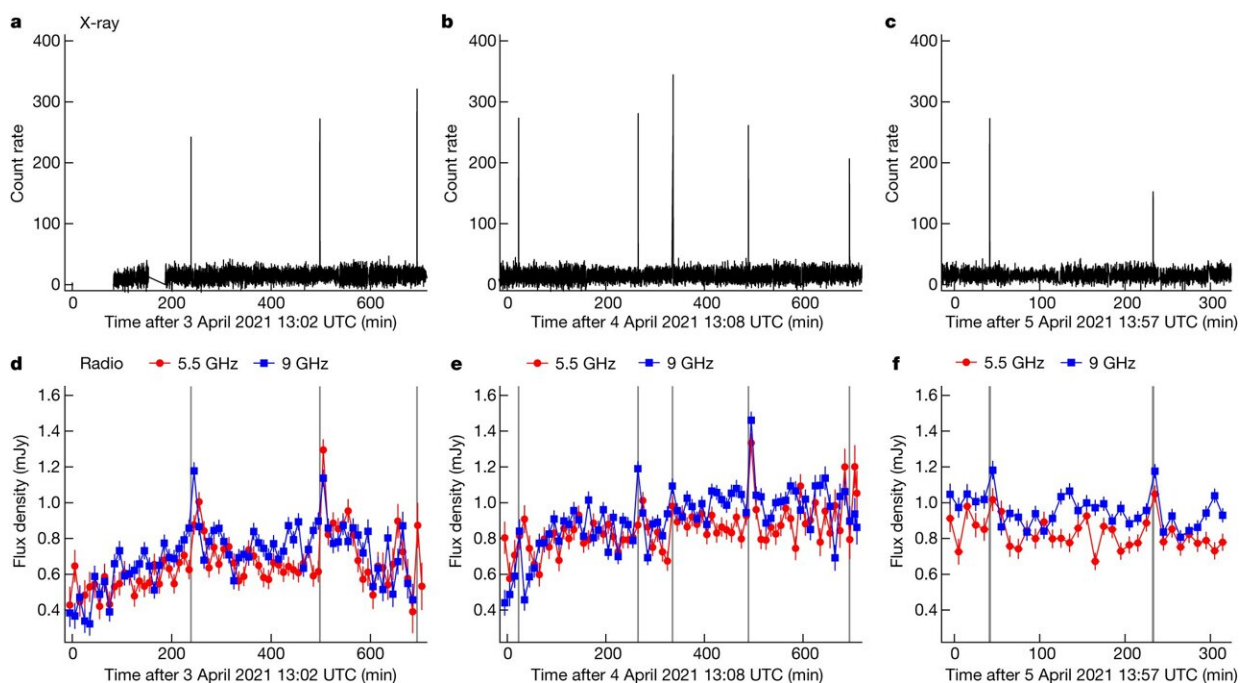 a X-ray
400
300
200
100
0
Count rate
0 200 400 600
Time after 3 April 2021 13:02 UTC (min)
b
400
300
200
100
0
Count rate
0 200 400 600
Time after 4 April 2021 13:08 UTC (min)
c
400
300
200
100
0
Count rate
0 100 200 300
Time after 5 April 2021 13:57 UTC (min)
d Radio 5.5 GHz 9 GHz
1.6
1.4
1.2
1.0
0.8
0.6
0.4
Flux density (mJy)
0 200 400 600
Time after 3 April 2021 13:02 UTC (min)
e 5.5 GHz 9 GHz
1.6
1.4
1.2
1.0
0.8
0.6
0.4
Flux density (mJy)
0 200 400 600
Time after 4 April 2021 13:08 UTC (min)
f 5.5 GHz 9 GHz
1.6
1.4
1.2
1.0
0.8
0.6
0.4
Flux density (mJy)
0 100 200 300
Time after 5 April 2021 13:57 UTC (min)